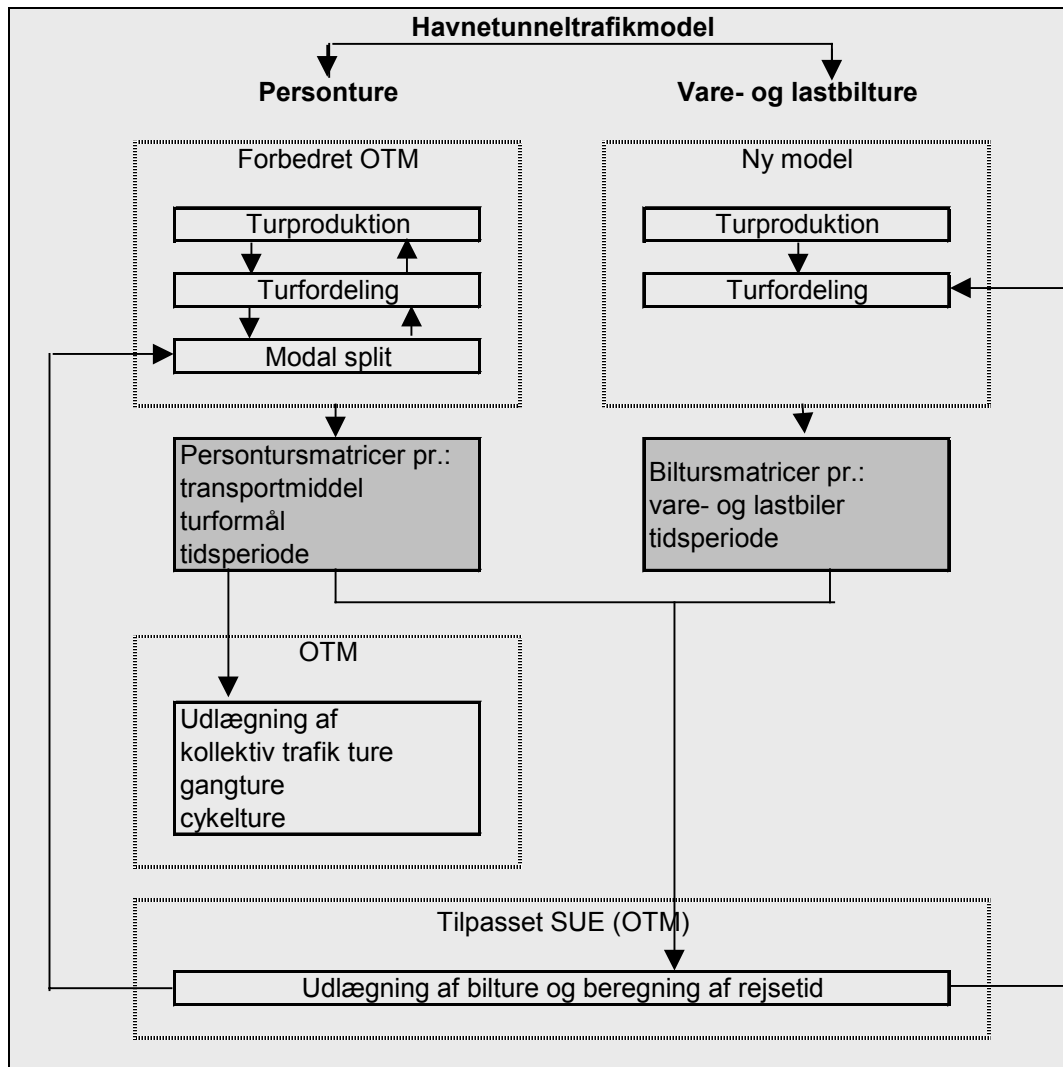 Havnetunneltrafikmodel
Personture
Vare- og lastbilture
Forbedret OTM
Turproduktion
Turfordeling
Modal split
Ny model
Turproduktion
Turfordeling
Persontursmatricer pr.:
transportmiddel
turformål
tidsperiode
Biltursmatricer pr.:
vare- og lastbiler
tidsperiode
OTM
Udlægning af
kollektiv trafik ture
gangture
cykelture
Tilpasset SUE (OTM)
Udlægning af bilture og beregning af rejsetid